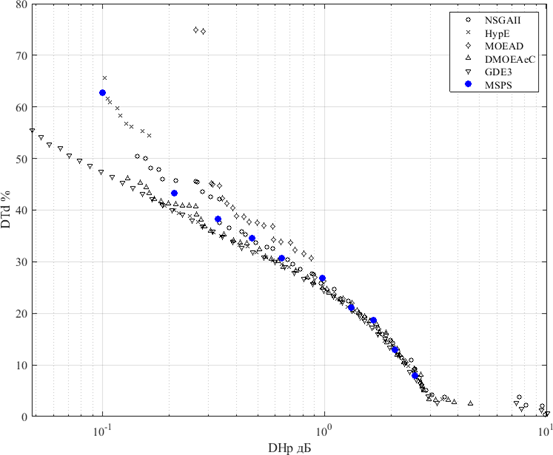 80
70
60
50
40
30
20
10
0
DTd %
10-1
100
101
DHp дБ
NSGAII
HypE
MOEAD
DMOEAeC
GDE3
MSPS